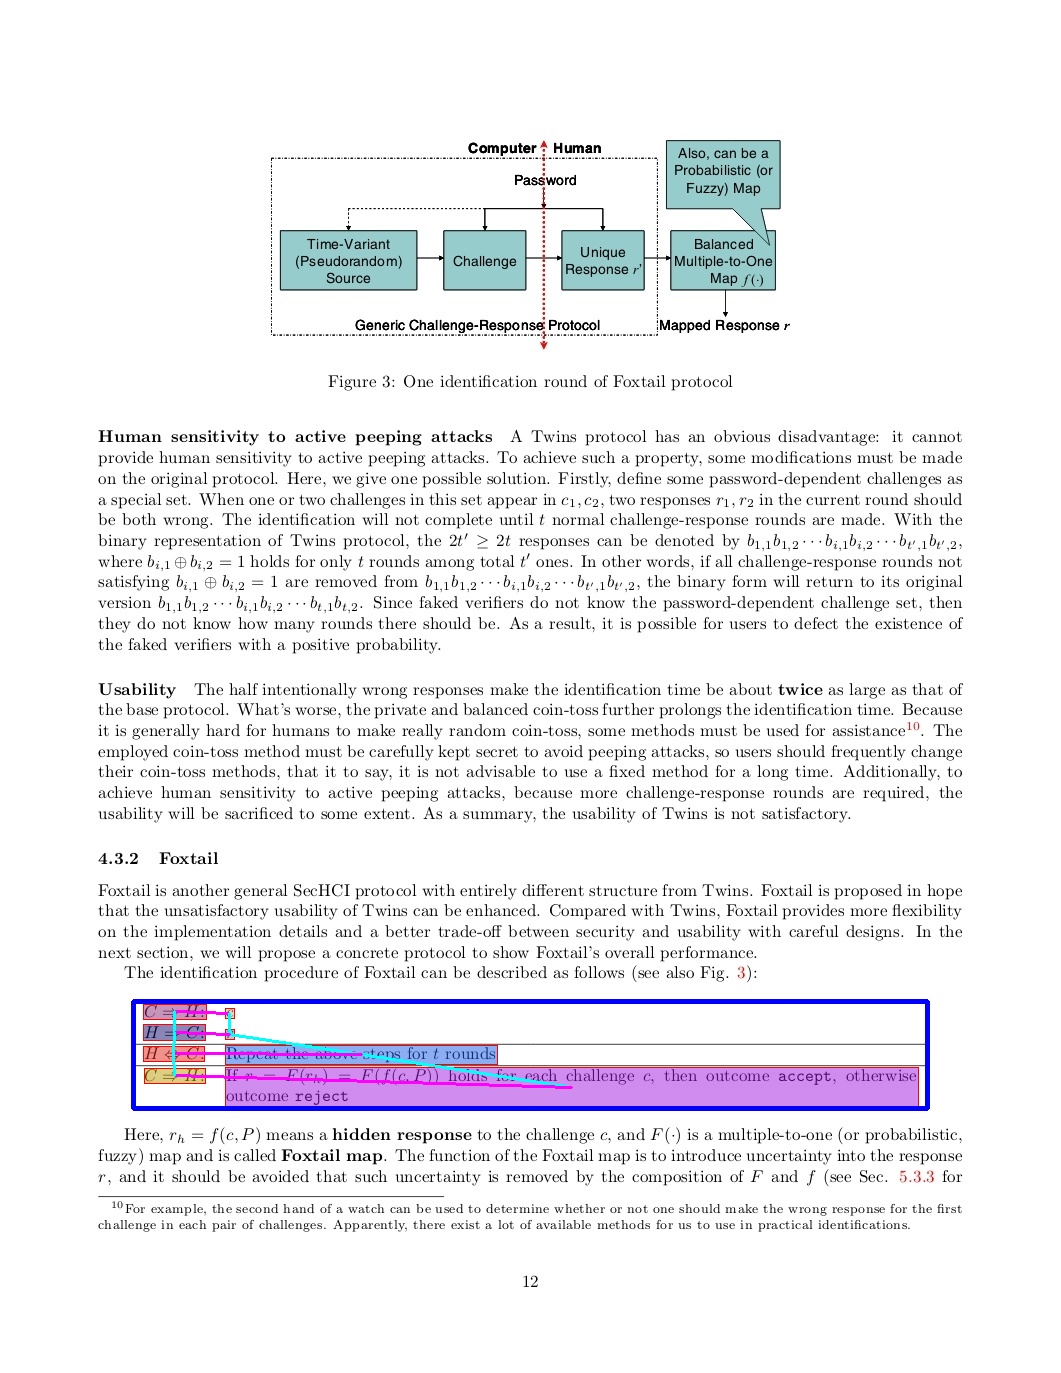 Computer Human
Password
Also, can be a
Probabilistic (or
Fuzzy) Map
Time-Variant
(Pseudorandom)
Source
Challenge
Unique
Response r'
Balanced
Multiple-to-One
Map f(·)
Generic Challenge-Response Protocol
Mapped Response r
Figure 3: One identification round of Foxtail protocol
Human sensitivity to active peeping attacks A Twins protocol has an obvious disadvantage: it cannot
provide human sensitivity to active peeping attacks. To achieve such a property, some modifications must be made
on the original protocol. Here, we give one possible solution. Firstly, define some password-dependent challenges as
a special set. When one or two challenges in this set appear in c₁, c₂, two responses r₁, r₂ in the current round should
be both wrong. The identification will not complete until t normal challenge-response rounds are made. With the
binary representation of Twins protocol, the 2t′ ≥ 2t responses can be denoted by b_{1,1}b_{1,2} ··· b_{i,1}b_{i,2} ··· b_{t′,1}b_{t′,2},
where b_{i,1} ⊕ b_{i,2} = 1 holds for only t rounds among total t′ ones. In other words, if all challenge-response rounds not
satisfying b_{i,1} ⊕ b_{i,2} = 1 are removed from b_{1,1}b_{1,2} ··· b_{i,1}b_{i,2} ··· b_{t′,1}b_{t′,2}, the binary form will return to its original
version b_{1,1}b_{1,2} ··· b_{i,1}b_{i,2} ··· b_{t,1}b_{t,2}. Since faked verifiers do not know the password-dependent challenge set, then
they do not know how many rounds there should be. As a result, it is possible for users to defect the existence of
the faked verifiers with a positive probability.
Usability The half intentionally wrong responses make the identification time be about twice as large as that of
the base protocol. What's worse, the private and balanced coin-toss further prolongs the identification time. Because
it is generally hard for humans to make really random coin-toss, some methods must be used for assistance¹⁰. The
employed coin-toss method must be carefully kept secret to avoid peeping attacks, so users should frequently change
their coin-toss methods, that it to say, it is not advisable to use a fixed method for a long time. Additionally, to
achieve human sensitivity to active peeping attacks, because more challenge-response rounds are required, the
usability will be sacrificed to some extent. As a summary, the usability of Twins is not satisfactory.
4.3.2 Foxtail
Foxtail is another general SecHCI protocol with entirely different structure from Twins. Foxtail is proposed in hope
that the unsatisfactory usability of Twins can be enhanced. Compared with Twins, Foxtail provides more flexibility
on the implementation details and a better trade-off between security and usability with careful designs. In the
next section, we will propose a concrete protocol to show Foxtail's overall performance.
The identification procedure of Foxtail can be described as follows (see also Fig. 3):
C ⇒ H:
H ⇒ C:
H ⇔ C: Repeat the above steps for t rounds
C ⇒ H: If r = F(r_h) = F(f(c, P)) holds for each challenge c, then outcome accept, otherwise
outcome reject
Here, r_h = f(c, P) means a hidden response to the challenge c, and F(·) is a multiple-to-one (or probabilistic,
fuzzy) map and is called Foxtail map. The function of the Foxtail map is to introduce uncertainty into the response
r, and it should be avoided that such uncertainty is removed by the composition of F and f (see Sec. 5.3.3 for
¹⁰For example, the second hand of a watch can be used to determine whether or not one should make the wrong response for the first
challenge in each pair of challenges. Apparently, there exist a lot of available methods for us to use in practical identifications.
12